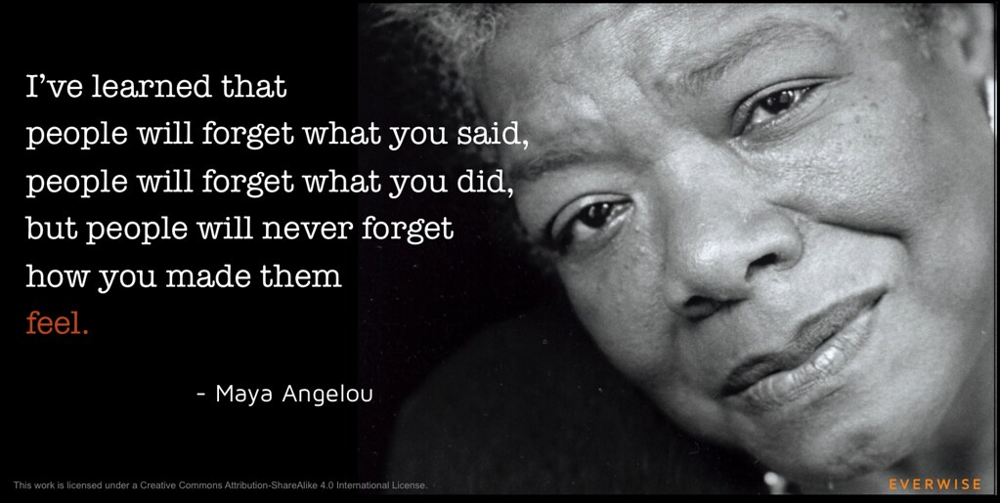 I’ve learned that
people will forget what you said,
people will forget what you did,
but people will never forget
how you made them
feel.
- Maya Angelou
This work is licensed under a Creative Commons Attribution-ShareAlike 4.0 International License.
EVERWISE